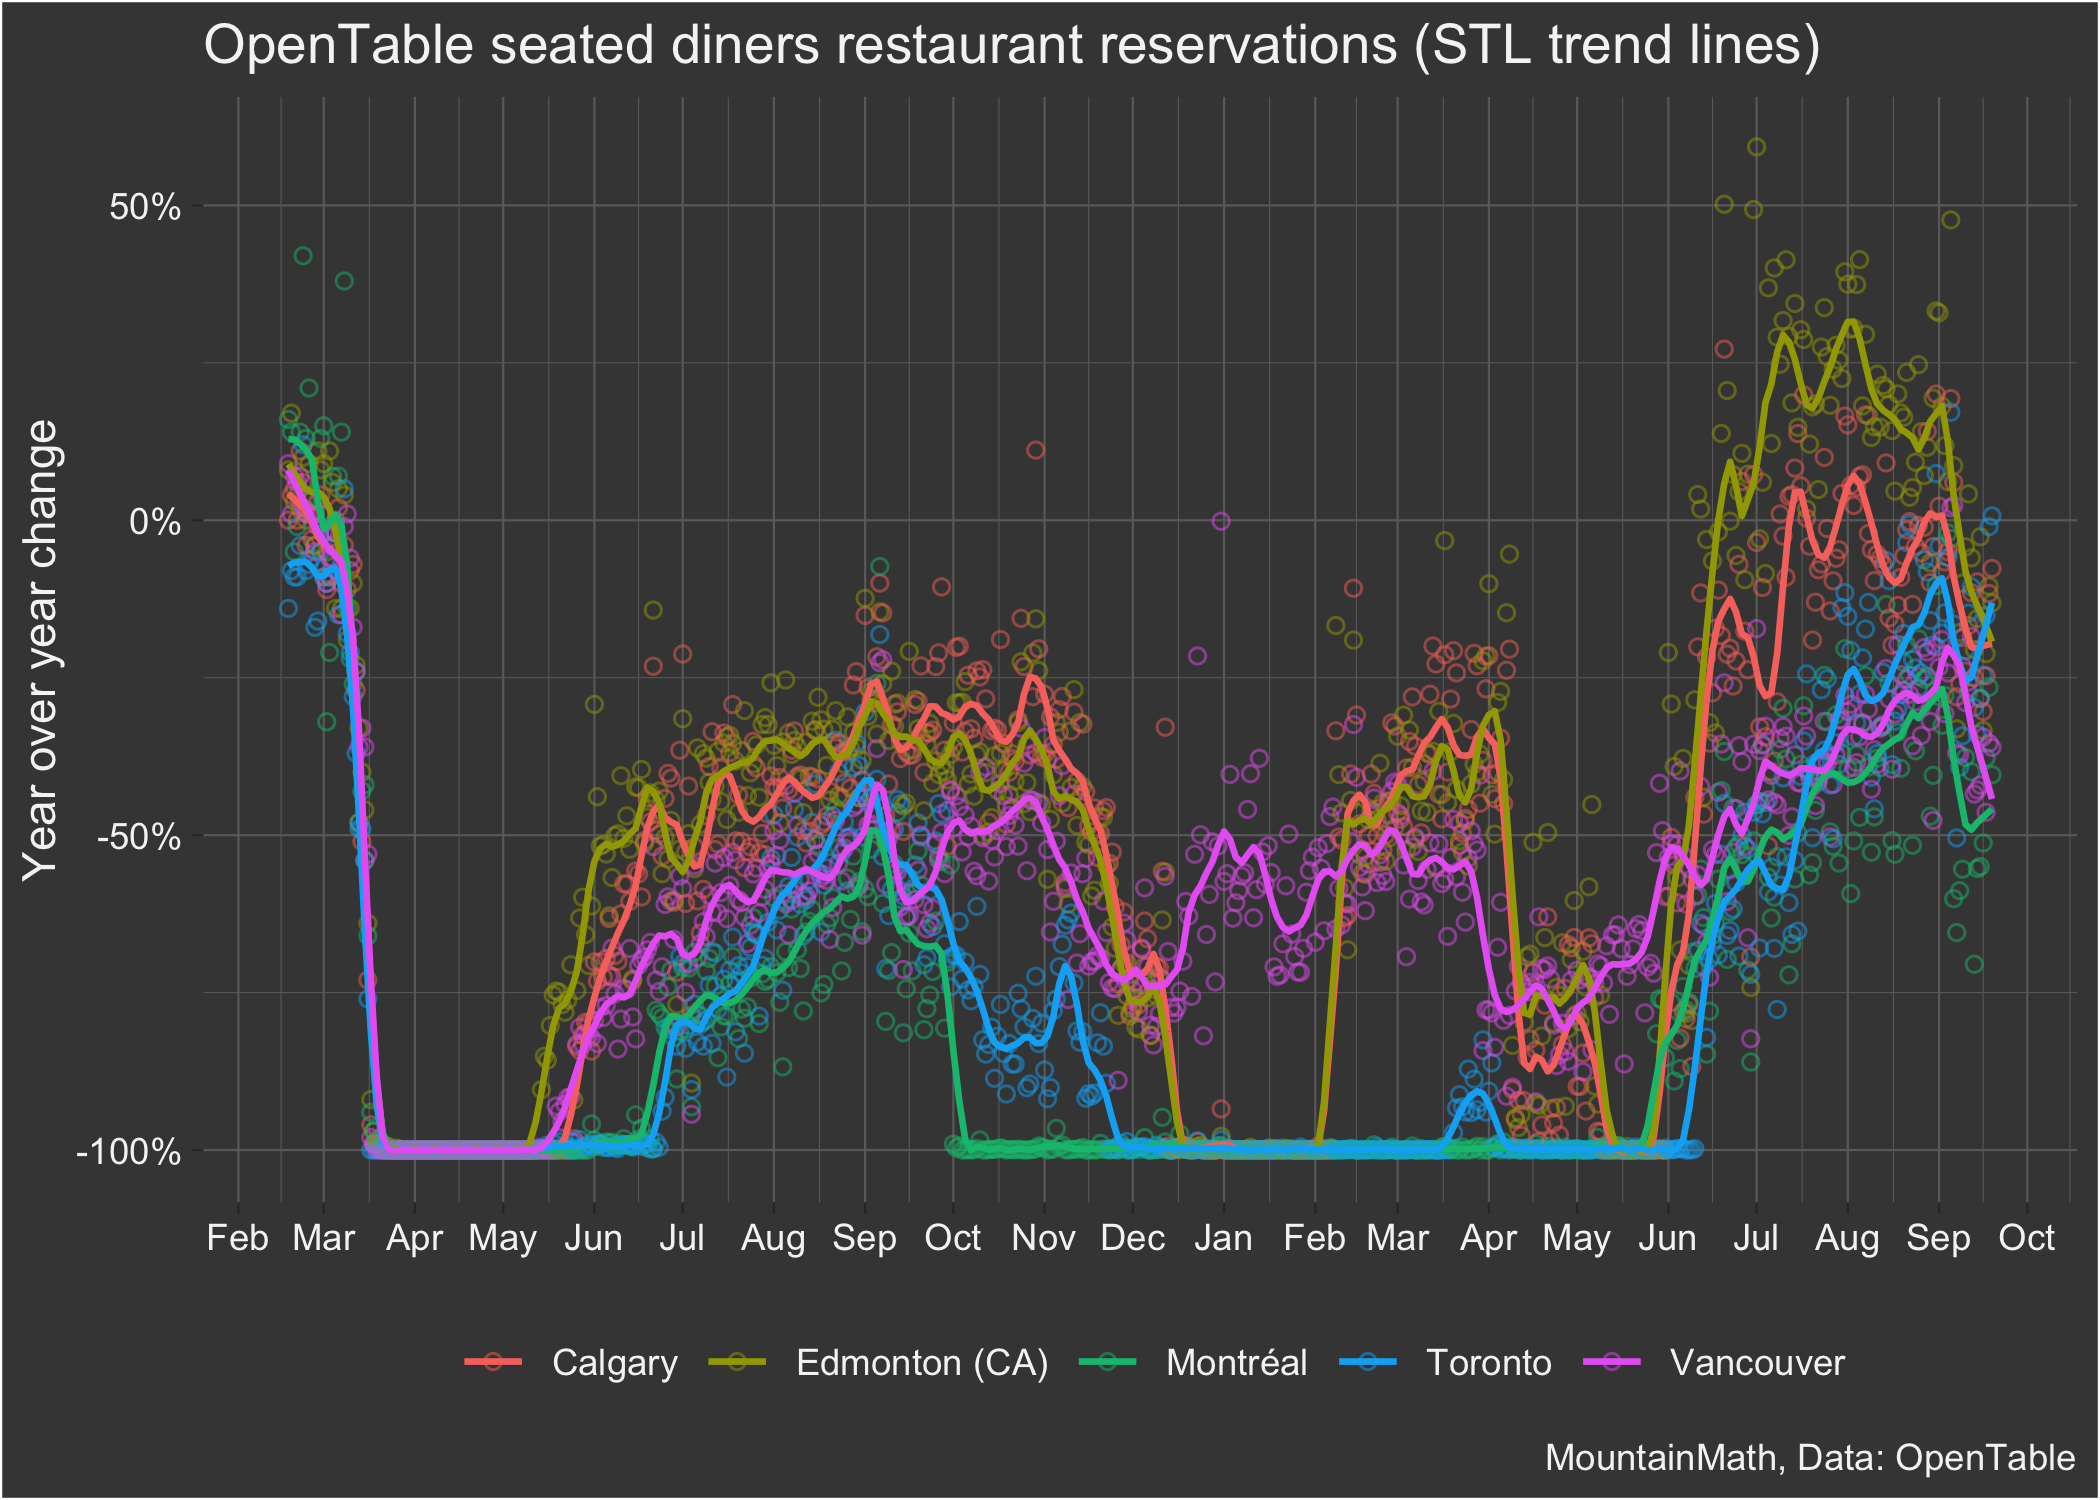 OpenTable seated diners restaurant reservations (STL trend lines)
Year over year change
50%
0%
-50%
-100%
Feb Mar Apr May Jun Jul Aug Sep Oct Nov Dec Jan Feb Mar Apr May Jun Jul Aug Sep Oct
Calgary Edmonton (CA) Montréal Toronto Vancouver
MountainMath, Data: OpenTable